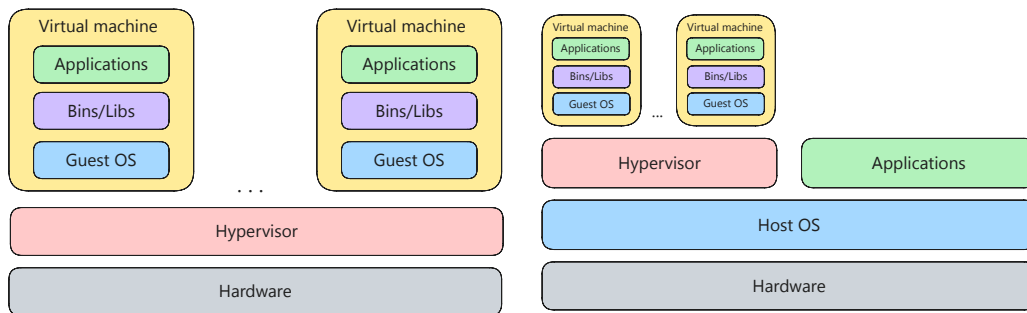 Virtual machine
Applications
Bins/Libs
Guest OS
. . .
Virtual machine
Applications
Bins/Libs
Guest OS
Hypervisor
Hardware
Virtual machine
Applications
Bins/Libs
Guest OS
...
Virtual machine
Applications
Bins/Libs
Guest OS
Hypervisor
Applications
Host OS
Hardware